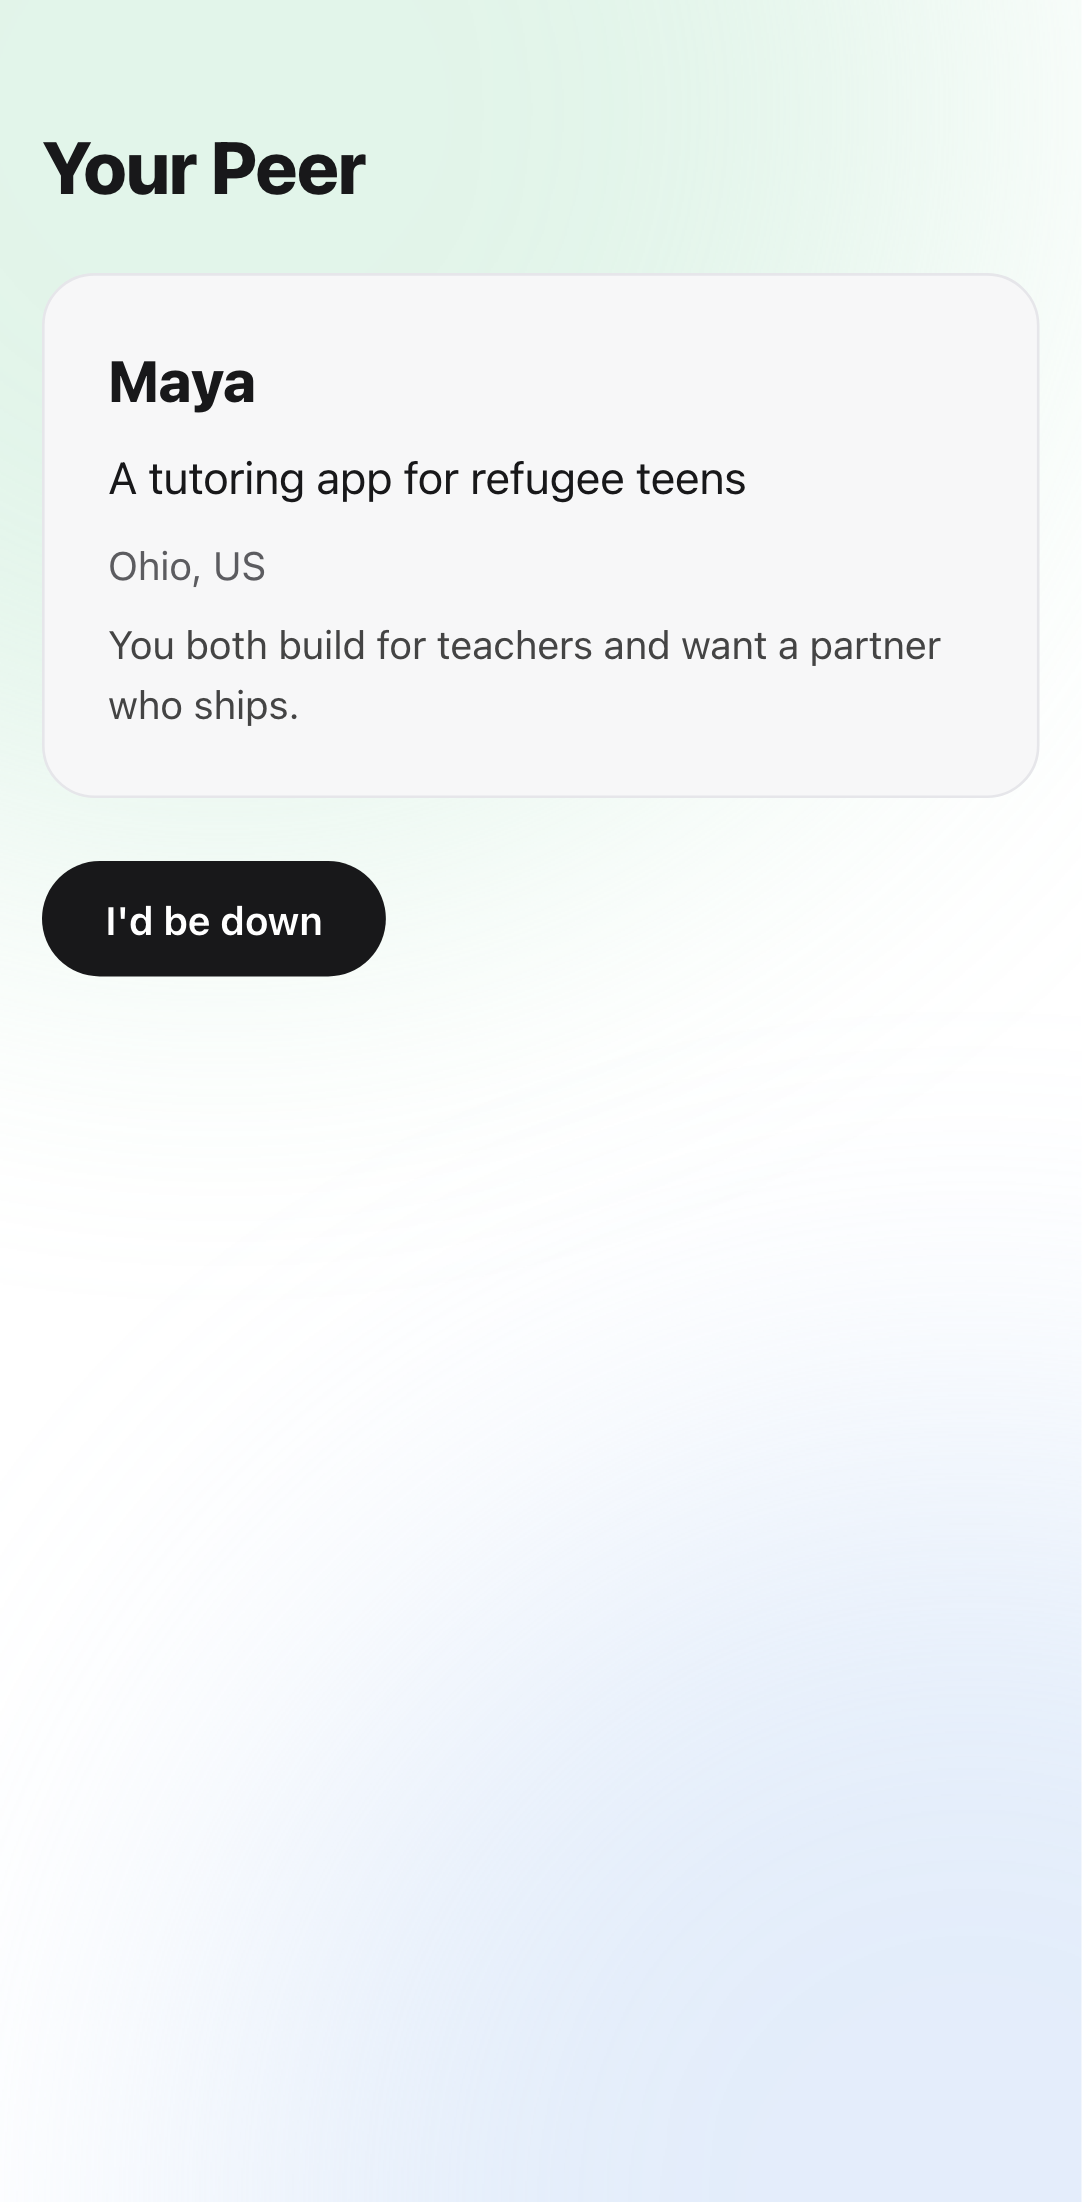 Your Peer
Maya
A tutoring app for refugee teens
Ohio, US
You both build for teachers and want a partner
who ships.
I'd be down